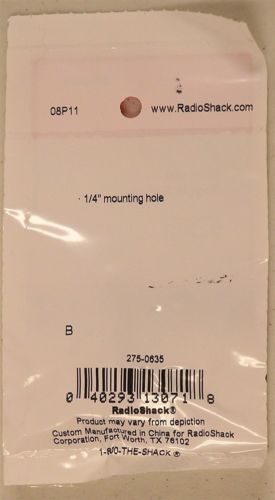 08P11 www.RadioShack.com
· 1/4" mounting hole
B
275-0635
0 40293 13071 8
RadioShack®
Product may vary from depiction
Custom Manufactured in China for RadioShack
Corporation, Fort Worth, TX 76102
1-800-THE-SHACK®